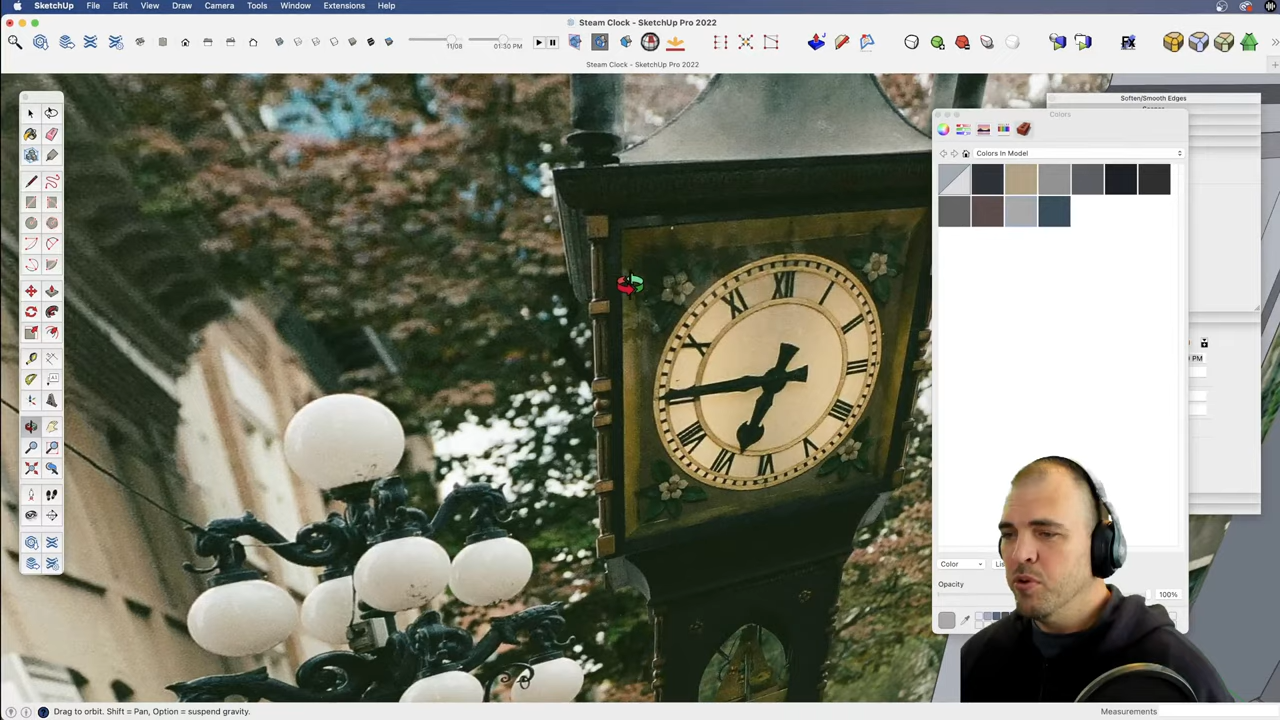 SketchUp File Edit View Draw Camera Tools Window Extensions Help
Steam Clock - SketchUp Pro 2022
11/08 01:30 PM
Steam Clock - SketchUp Pro 2022
Soften/Smooth Edges
Colors
Colors In Model
XII
PM
Color
Opacity
100%
Drag to orbit. Shift = Pan, Option = suspend gravity.
Measurements